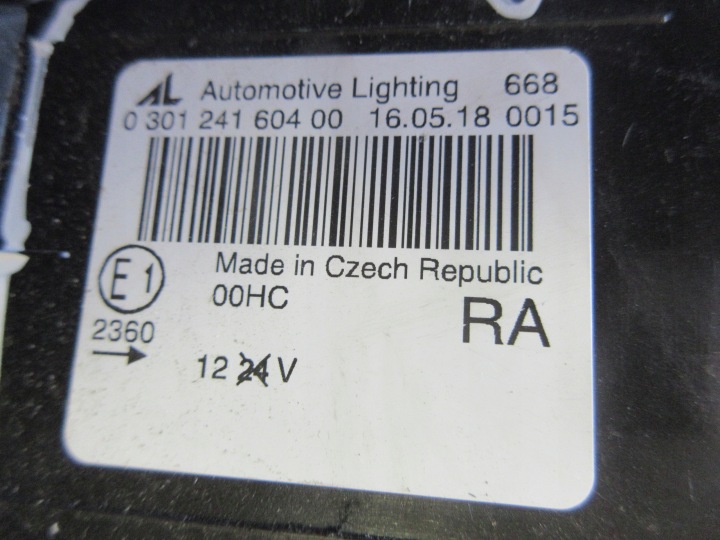 AL Automotive Lighting 668
0 301 241 604 00 16.05.18 0015
Made in Czech Republic
E1 00HC
RA
2360
12 24 V